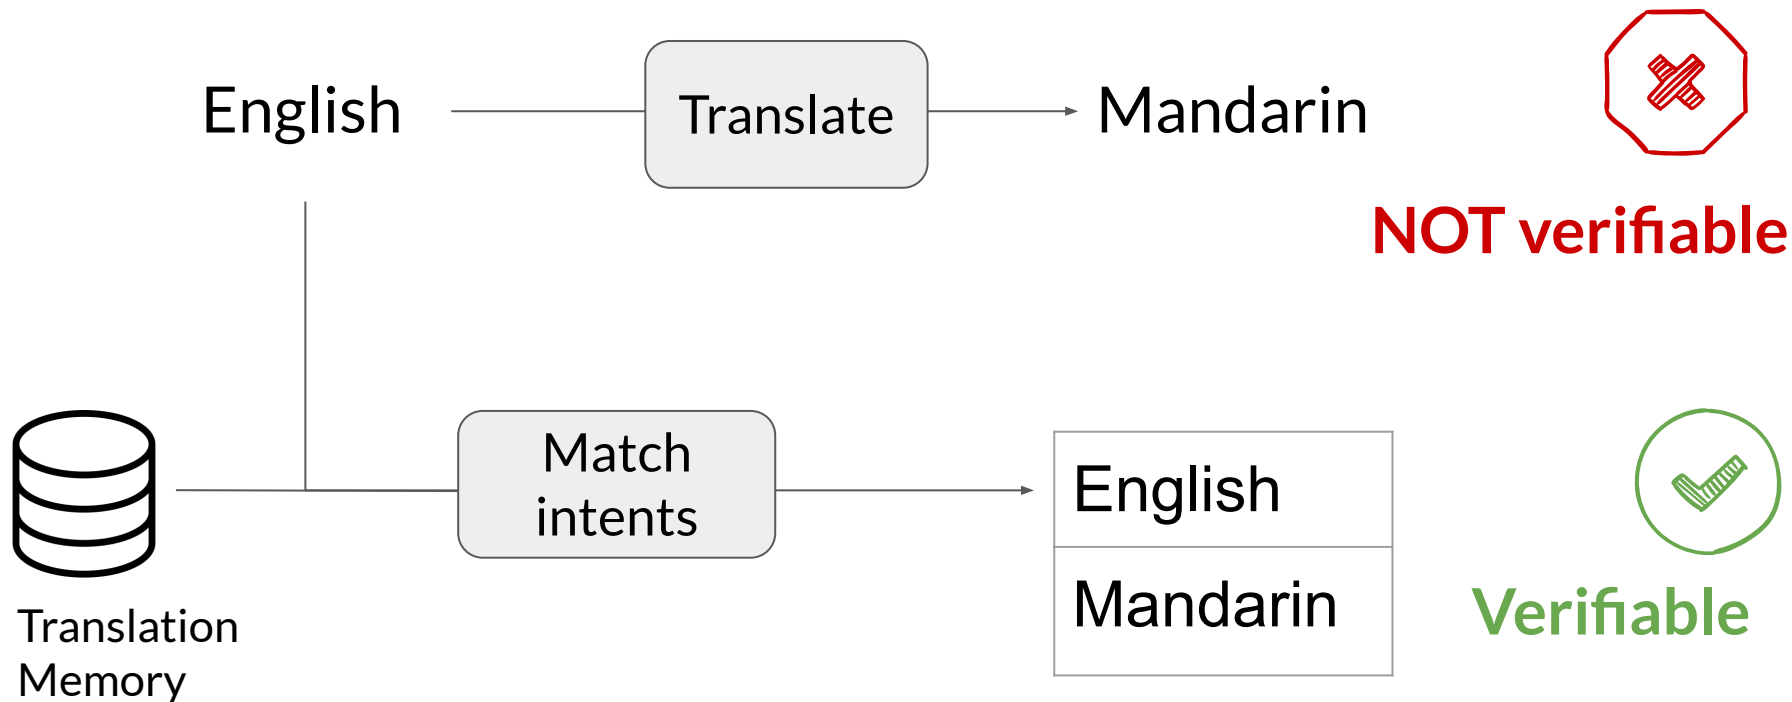 English
Translate
Mandarin
NOT verifiable
Match
intents
English
Mandarin
Verifiable
Translation
Memory